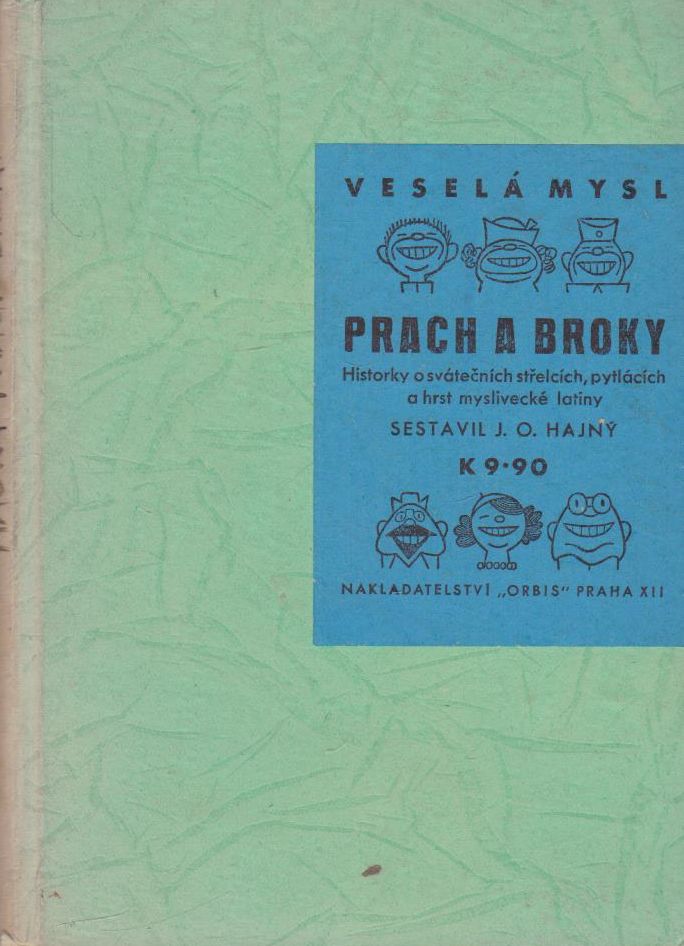 VESELÁ MYSL
PRACH A BROKY
Historky o svátečních střelcích, pytlácích
a hrst myslivecké latiny
SESTAVIL J. O. HAJNÝ
K 9·90
NAKLADATELSTVÍ „ORBIS" PRAHA XII